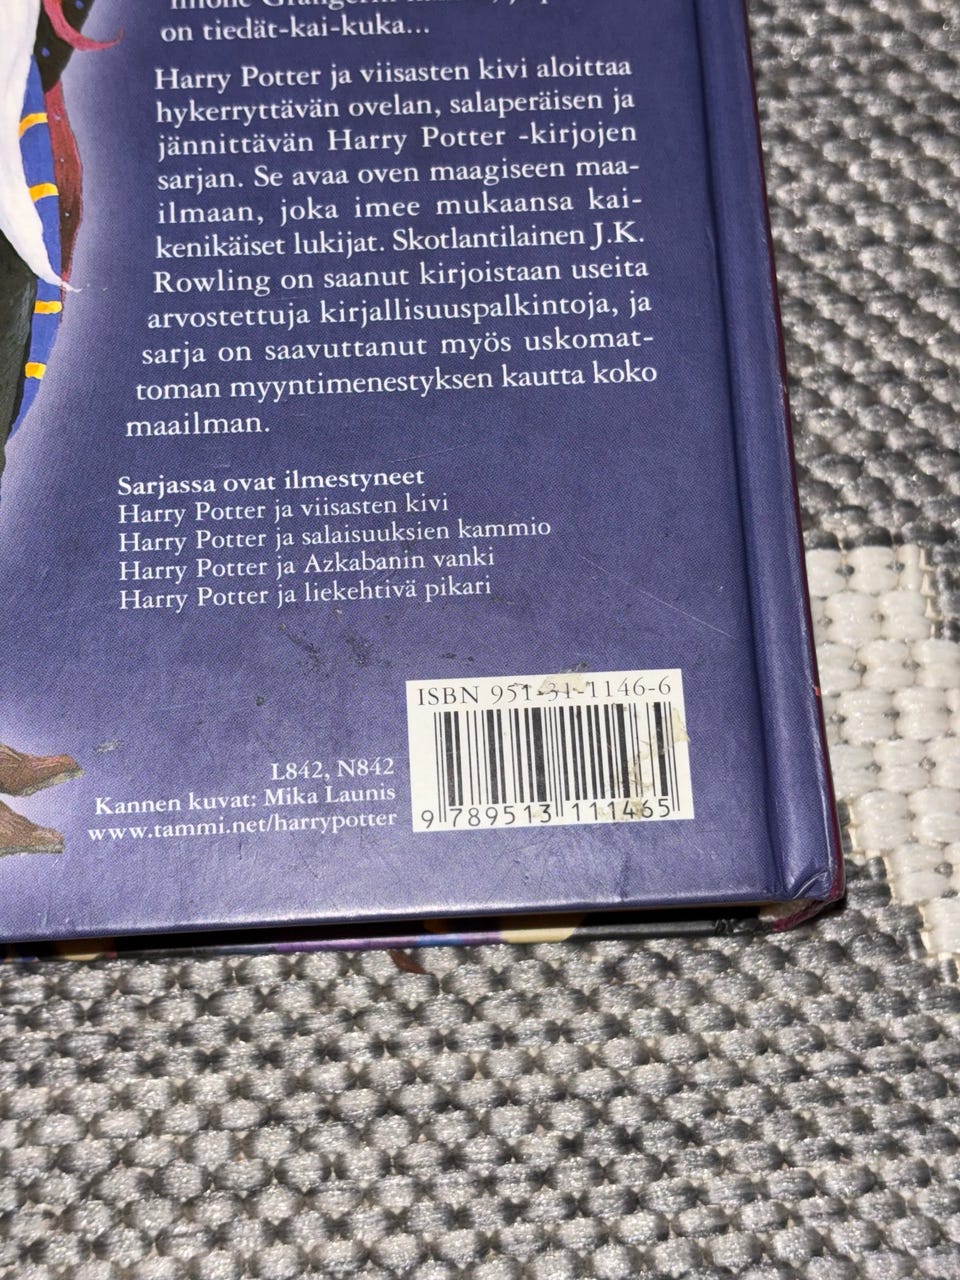 on tiedät-kai-kuka...
Harry Potter ja viisasten kivi aloittaa
hykerryttävän ovelan, salaperäisen ja
jännittävän Harry Potter -kirjojen
sarjan. Se avaa oven maagiseen maa-
ilmaan, joka imee mukaansa kai-
kenikäiset lukijat. Skotlantilainen J.K.
Rowling on saanut kirjoistaan useita
arvostettuja kirjallisuuspalkintoja, ja
sarja on saavuttanut myös uskomat-
toman myyntimenestyksen kautta koko
maailman.
Sarjassa ovat ilmestyneet
Harry Potter ja viisasten kivi
Harry Potter ja salaisuuksien kammio
Harry Potter ja Azkabanin vanki
Harry Potter ja liekehtivä pikari
ISBN 951-31-1146-6
L842, N842
Kannen kuvat: Mika Launis
www.tammi.net/harrypotter
9 789513 111465